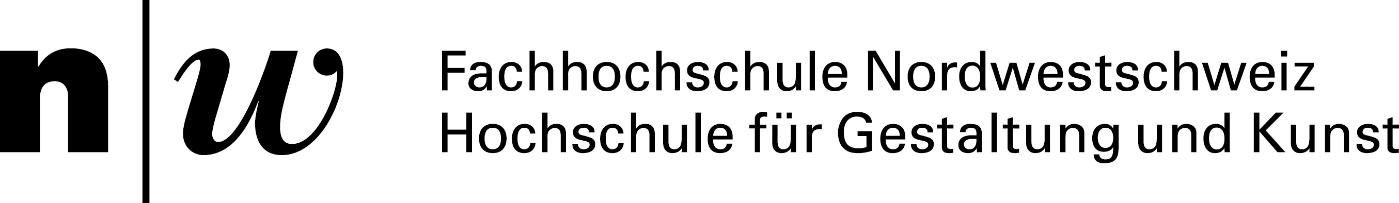 n w
Fachhochschule Nordwestschweiz
Hochschule für Gestaltung und Kunst